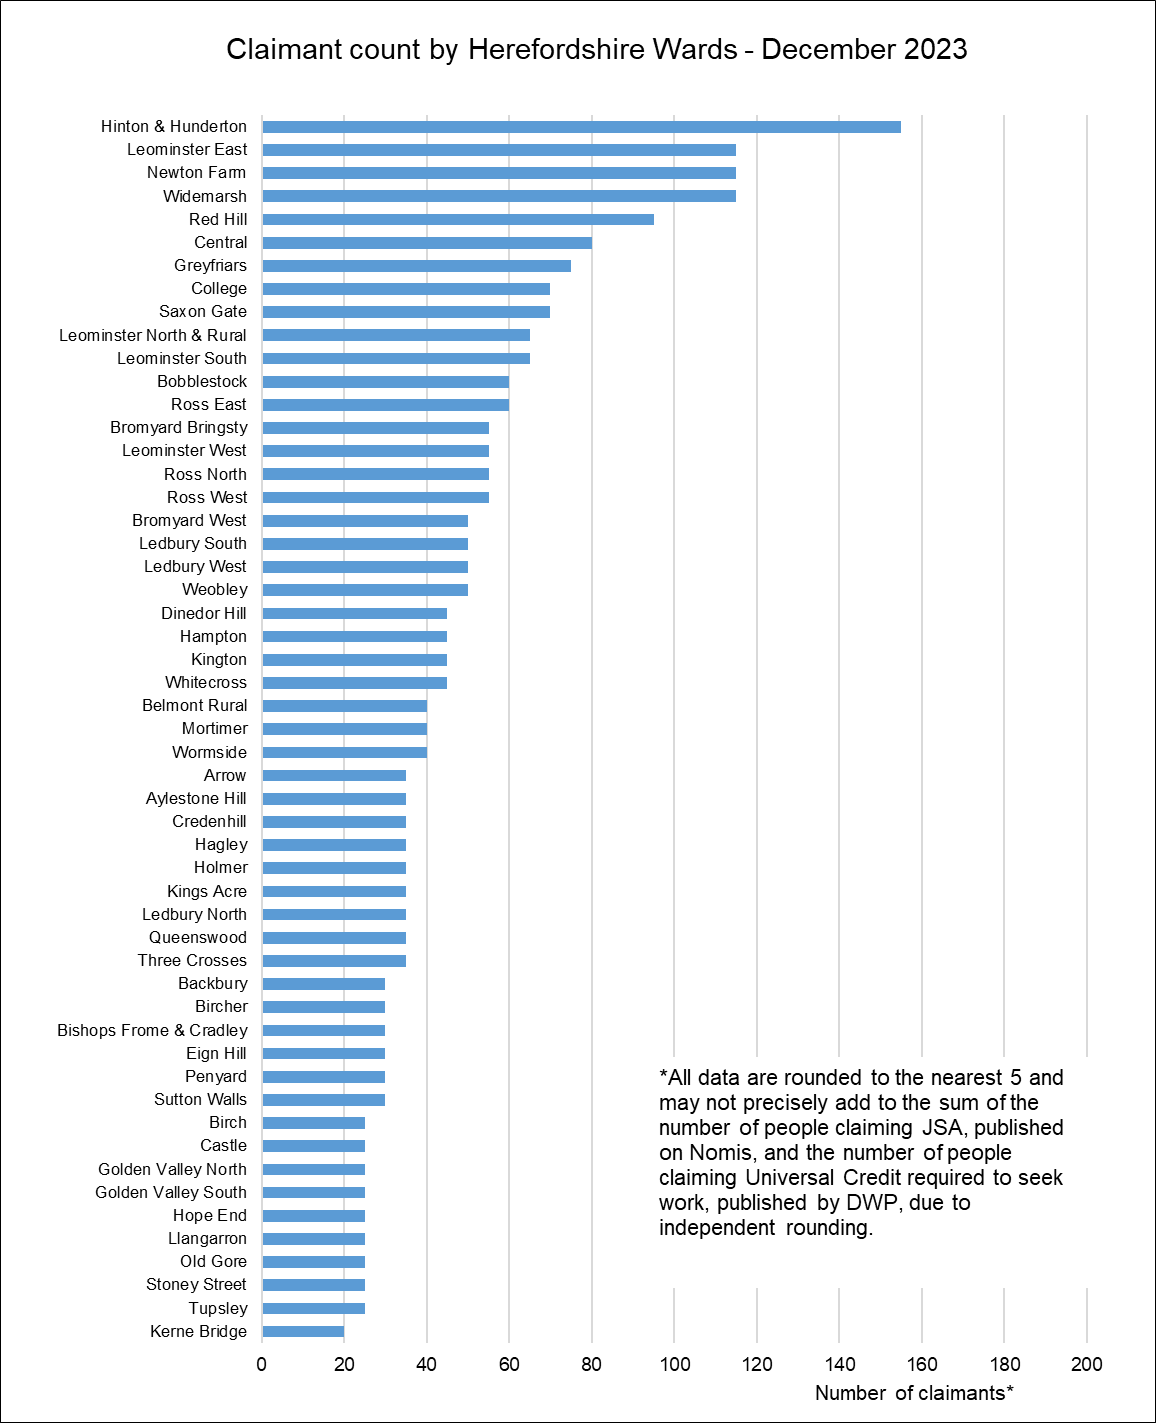 Claimant count by Herefordshire Wards - December 2023
Hinton & Hunderton
Leominster East
Newton Farm
Widemarsh
Red Hill
Central
Greyfriars
College
Saxon Gate
Leominster North & Rural
Leominster South
Bobblestock
Ross East
Bromyard Bringsty
Leominster West
Ross North
Ross West
Bromyard West
Ledbury South
Ledbury West
Weobley
Dinedor Hill
Hampton
Kington
Whitecross
Belmont Rural
Mortimer
Wormside
Arrow
Aylestone Hill
Credenhill
Hagley
Holmer
Kings Acre
Ledbury North
Queenswood
Three Crosses
Backbury
Bircher
Bishops Frome & Cradley
Eign Hill
Penyard
Sutton Walls
Birch
Castle
Golden Valley North
Golden Valley South
Hope End
Llangarron
Old Gore
Stoney Street
Tupsley
Kerne Bridge
*All data are rounded to the nearest 5 and
may not precisely add to the sum of the
number of people claiming JSA, published
on Nomis, and the number of people
claiming Universal Credit required to seek
work, published by DWP, due to
independent rounding.
0 20 40 60 80 100 120 140 160 180 200
Number of claimants*